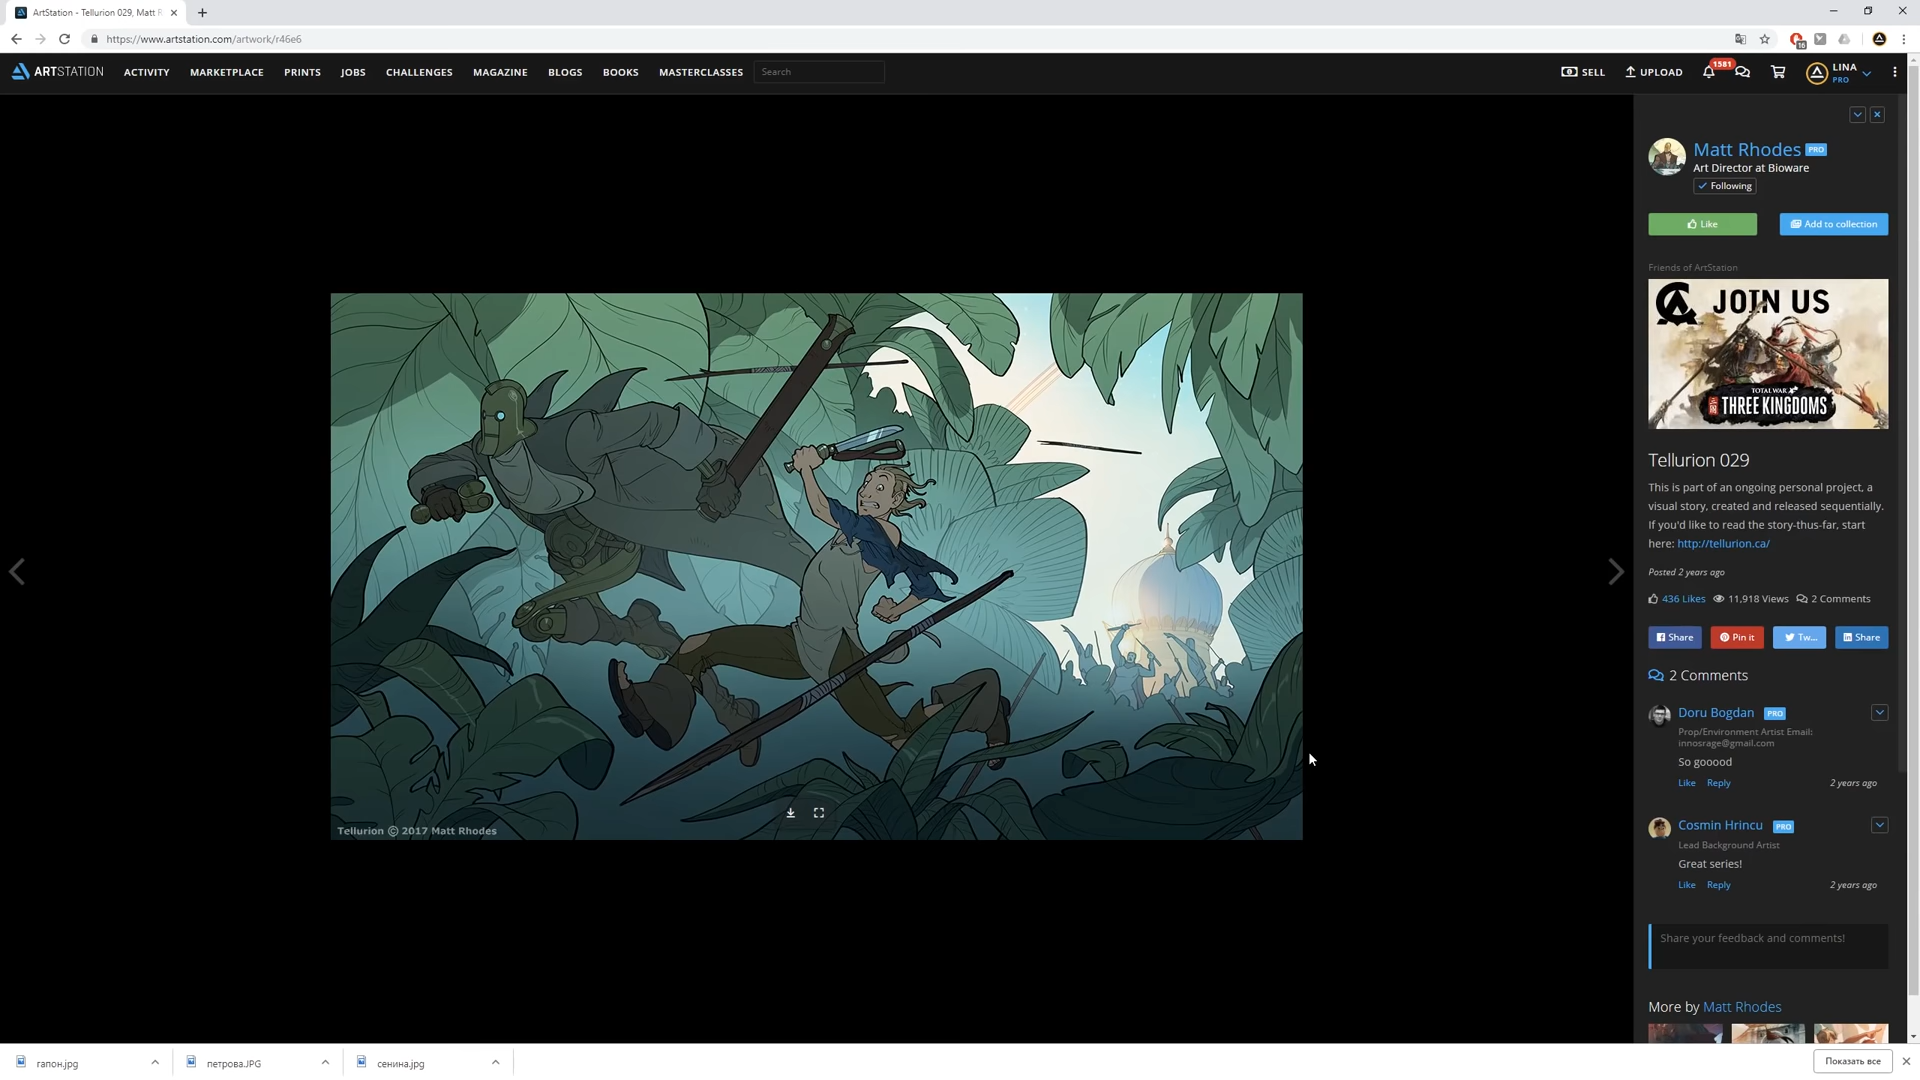 ArtStation - Tellurion 029, Matt R
https://www.artstation.com/artwork/r46e6
16
ARTSTATION
ACTIVITY
MARKETPLACE
PRINTS
JOBS
CHALLENGES
MAGAZINE
BLOGS
BOOKS
MASTERCLASSES
Search
SELL
UPLOAD
1581
LINA
PRO
Matt Rhodes PRO
Art Director at Bioware
Following
Like
Add to collection
Friends of ArtStation
JOIN US
TOTAL WAR
THREE KINGDOMS
Tellurion 029
This is part of an ongoing personal project, a
visual story, created and released sequentially.
If you'd like to read the story-thus-far, start
here: http://tellurion.ca/
Posted 2 years ago
436 Likes 11,918 Views 2 Comments
Share Pin it Tw... Share
2 Comments
Doru Bogdan PRO
Prop/Environment Artist Email:
innosrage@gmail.com
So gooood
Like Reply 2 years ago
Cosmin Hrincu PRO
Lead Background Artist
Great series!
Like Reply 2 years ago
Share your feedback and comments!
More by Matt Rhodes
Tellurion © 2017 Matt Rhodes
гапон.jpg
петрова.JPG
сенина.jpg
Показать все